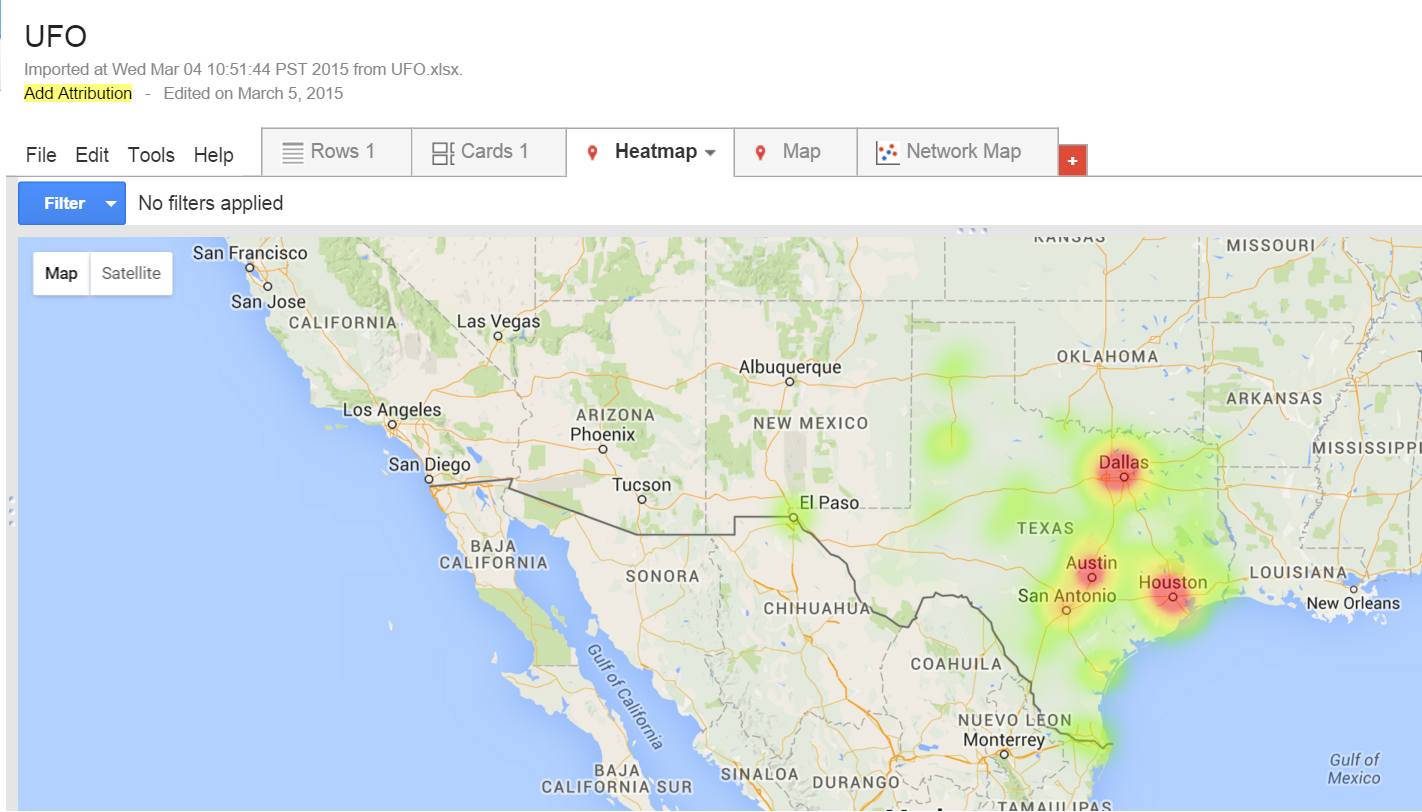 UFO
Imported at Wed Mar 04 10:51:44 PST 2015 from UFO.xlsx.
Add Attribution - Edited on March 5, 2015
File Edit Tools Help Rows 1 Cards 1 Heatmap Map Network Map +
Filter No filters applied
Map Satellite
San Francisco
San Jose
CALIFORNIA
Las Vegas
Los Angeles
San Diego
ARIZONA
Phoenix
Tucson
Albuquerque
NEW MEXICO
El Paso
KANSAS
MISSOURI
OKLAHOMA
ARKANSAS
MISSISSIPPI
Dallas
TEXAS
Austin
San Antonio
Houston
LOUISIANA
New Orleans
BAJA
CALIFORNIA
SONORA
CHIHUAHUA
COAHUILA
Gulf of California
NUEVO LEON
Monterrey
BAJA
CALIFORNIA SUR
SINALOA
DURANGO
TAMAULIPAS
Gulf of
Mexico